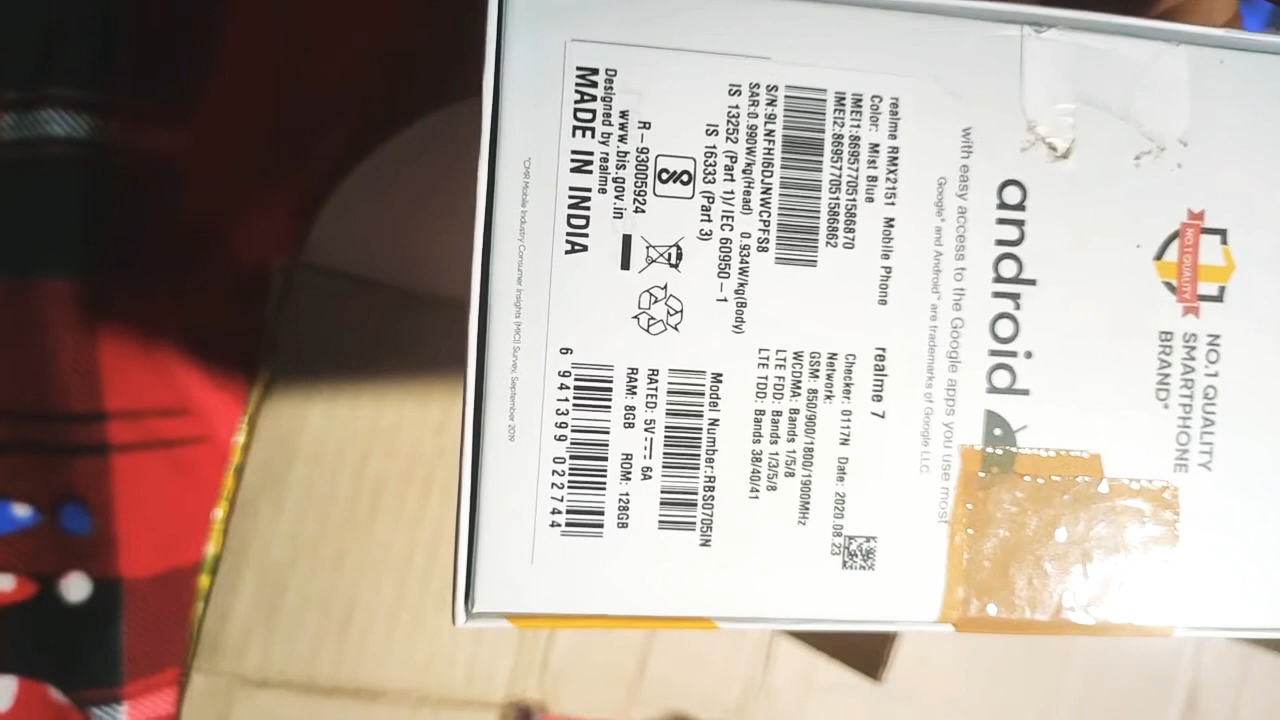 NO.1 QUALITY
NO.1 QUALITY
SMARTPHONE
BRAND*
android
with easy access to the Google apps you use most
Google® and Android™ are trademarks of Google LLC.
realme RMX2151 Mobile Phone
Color: Mist Blue
IMEI1:869577051586870
IMEI2:869577051586862
S/N:9LNFHI6DJNWCPFS8
SAR:0.990W/kg(Head) 0.934W/kg(Body)
IS 13252 (Part 1)/IEC 60950-1
IS 16333 (Part 3)
R-93005924
www.bis.gov.in
Designed by realme
MADE IN INDIA
realme 7
Checker: 0117N Date: 2020.08.23
Network:
GSM: 850/900/1800/1900MHz
WCDMA: Bands 1/5/8
LTE FDD: Bands 1/3/5/8
LTE TDD: Bands 38/40/41
Model Number:RBS0705IN
RATED: 5V⎓6A
RAM: 8GB ROM: 128GB
6 941399 022744
*CMR Mobile Industry Consumer Insights (MICI) Survey, September 2019